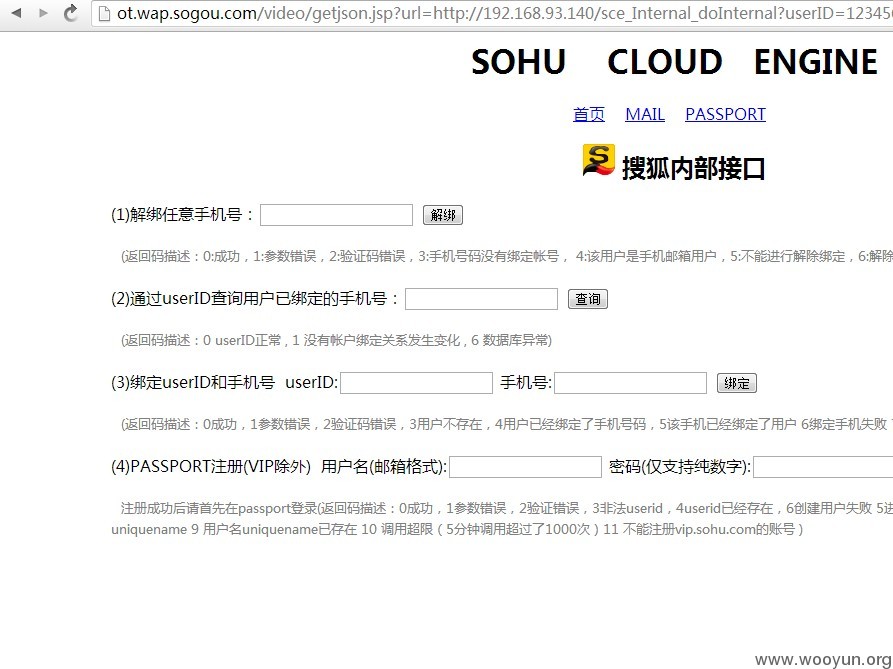 ot.wap.sogou.com/video/getjson.jsp?url=http://192.168.93.140/sce_Internal_doInternal?userID=12345
SOHU CLOUD ENGINE
首页 MAIL PASSPORT
搜狐内部接口
(1)解绑任意手机号： 解绑
(返回码描述：0:成功，1:参数错误，2:验证码错误，3:手机号码没有绑定帐号， 4:该用户是手机邮箱用户，5:不能进行解除绑定，6:解除
(2)通过userID查询用户已绑定的手机号： 查询
(返回码描述：0 userID正常 , 1 没有帐户绑定关系发生变化 , 6 数据库异常)
(3)绑定userID和手机号 userID: 手机号: 绑定
(返回码描述：0成功，1参数错误，2验证码错误，3用户不存在，4用户已经绑定了手机号码，5该手机已经绑定了用户 6绑定手机失败
(4)PASSPORT注册(VIP除外) 用户名(邮箱格式): 密码(仅支持纯数字):
注册成功后请首先在passport登录(返回码描述：0成功，1参数错误，2验证错误，3非法userid，4userid已经存在，6创建用户失败 5进
uniquename 9 用户名uniquename已存在 10 调用超限（5分钟调用超过了1000次）11 不能注册vip.sohu.com的账号 )
www.wooyun.org